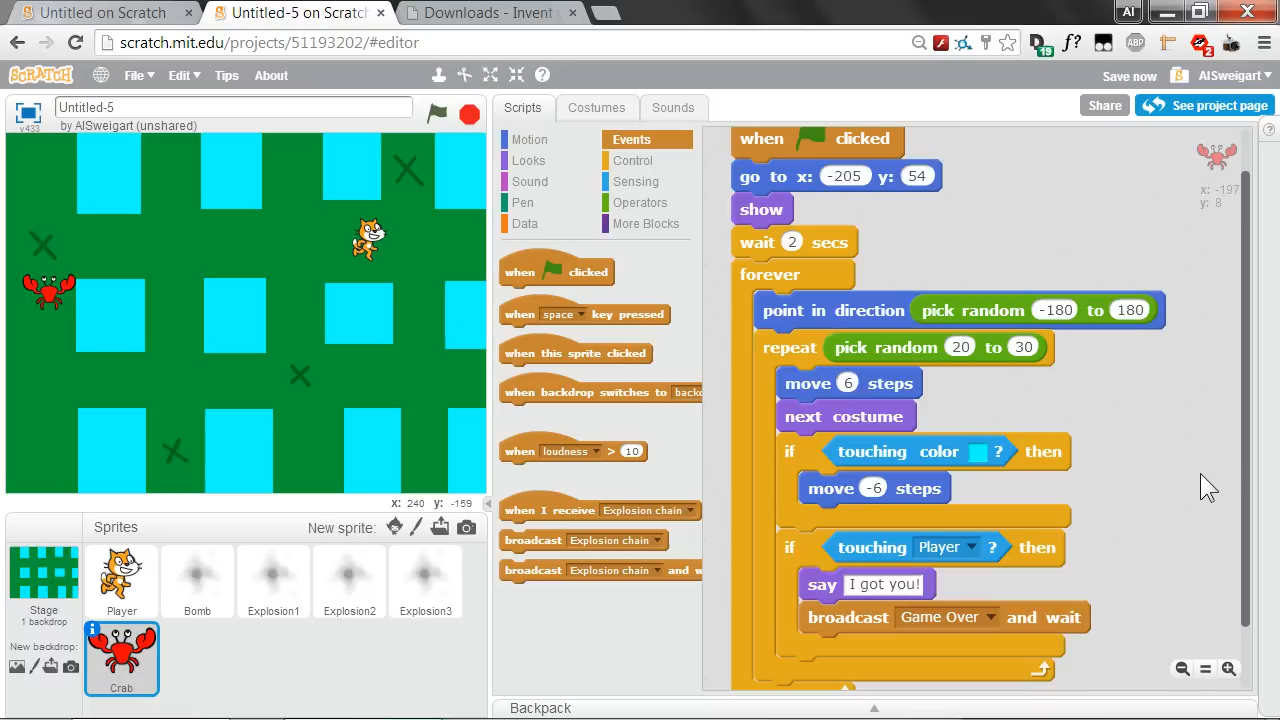 Untitled on Scratch × Untitled-5 on Scratch × Downloads - Invent ×
Al
scratch.mit.edu/projects/51193202/#editor
19 f? ABP 2
SCRATCH File Edit Tips About Save now AlSweigart
Untitled-5
by AlSweigart (unshared)
v433
Scripts Costumes Sounds
Share See project page
Motion Events
Looks Control
Sound Sensing
Pen Operators
Data More Blocks
when clicked
when space key pressed
when this sprite clicked
when backdrop switches to back
when loudness > 10
when I receive Explosion chain
broadcast Explosion chain
broadcast Explosion chain and w
when clicked
go to x: -205 y: 54
show
wait 2 secs
forever
point in direction pick random -180 to 180
repeat pick random 20 to 30
move 6 steps
next costume
if touching color ? then
move -6 steps
if touching Player ? then
say I got you!
broadcast Game Over and wait
x: -197
y: 8
x: 240 y: -159
Sprites New sprite:
Stage
1 backdrop
New backdrop:
Player Bomb Explosion1 Explosion2 Explosion3
Crab
Backpack